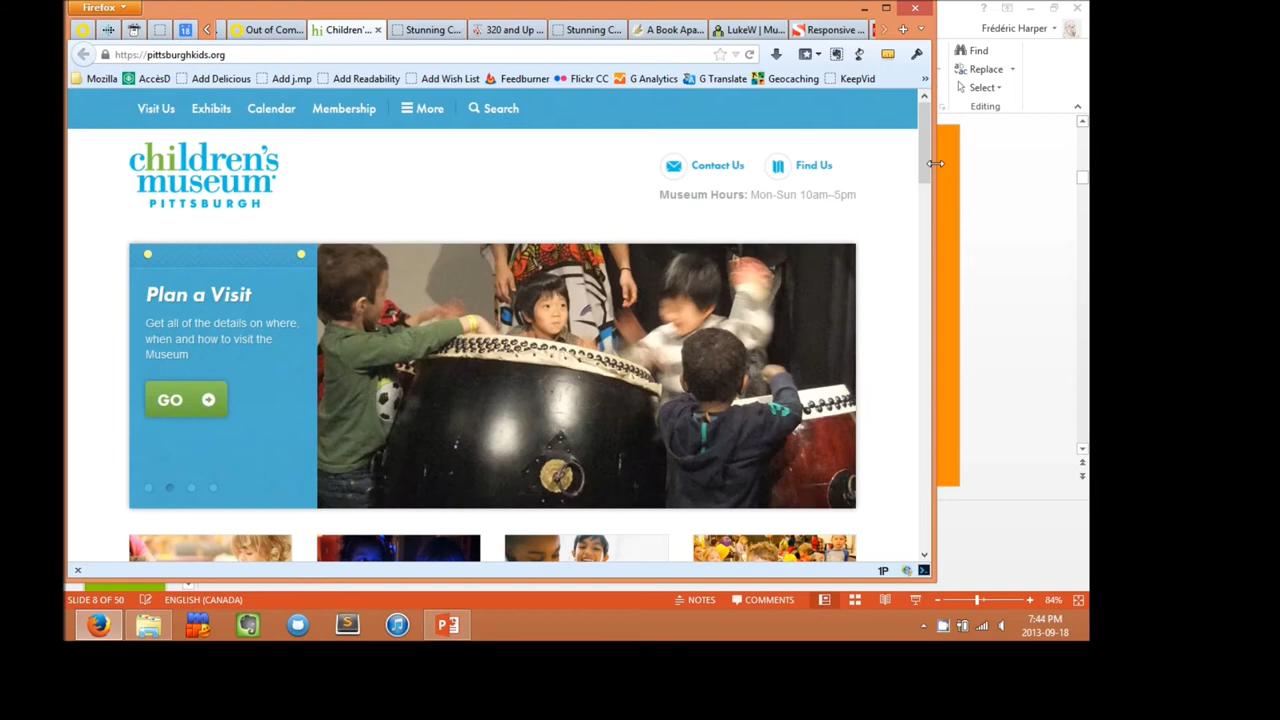 Firefox
Frédéric Harper
18
Out of Com...
hi Children'...
Stunning C...
320 and Up ...
Stunning C...
A Book Apa...
LukeW | Mo...
Responsive ...
https://pittsburghkids.org
Find
Replace
Select
Editing
Mozilla
AccèsD
Add Delicious
Add j.mp
Add Readability
Add Wish List
Feedburner
Flickr CC
G Analytics
G Translate
Geocaching
KeepVid
»
Visit Us
Exhibits
Calendar
Membership
More
Search
children's
museum
PITTSBURGH
Contact Us
Find Us
Museum Hours: Mon-Sun 10am–5pm
Plan a Visit
Get all of the details on where,
when and how to visit the
Museum
GO
1P
SLIDE 8 OF 50
ENGLISH (CANADA)
NOTES
COMMENTS
84%
S
P
7:44 PM
2013-09-18